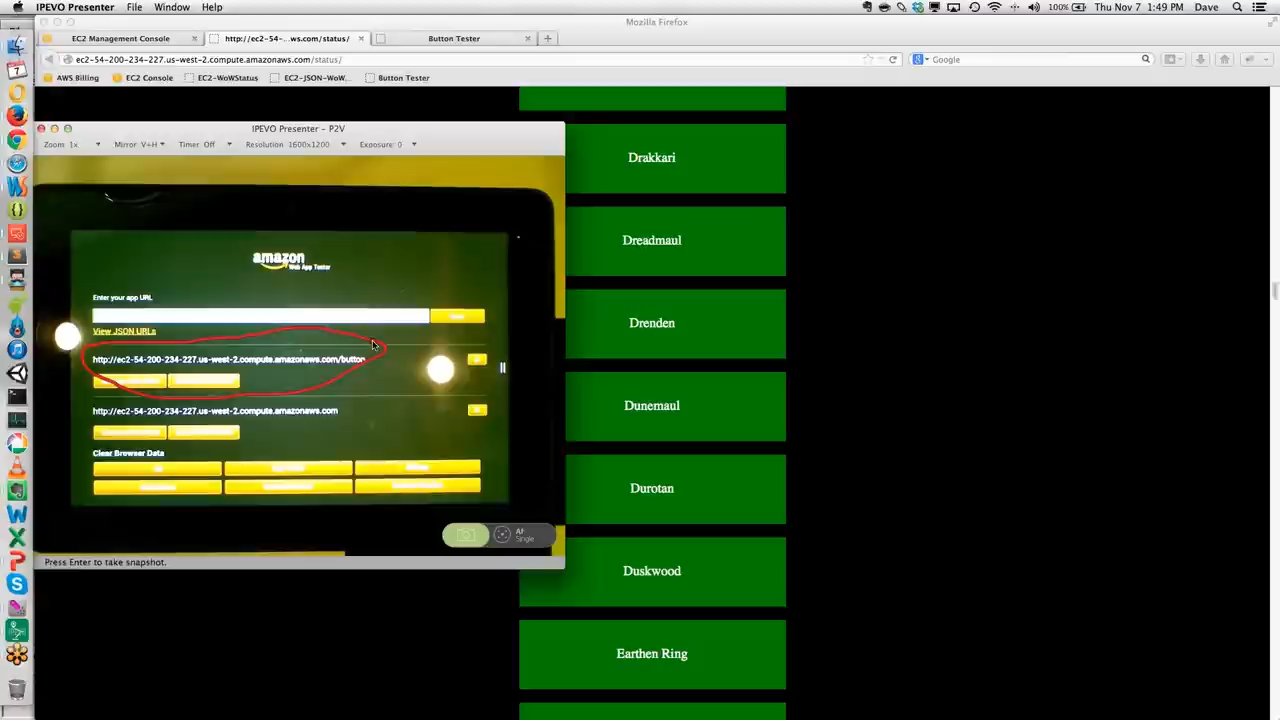 IPEVO Presenter File Window Help
100% Thu Nov 7 1:49 PM Dave
Mozilla Firefox
EC2 Management Console
http://ec2-54-...ws.com/status/
Button Tester
ec2-54-200-234-227.us-west-2.compute.amazonaws.com/status/
Google
AWS Billing EC2 Console EC2-WoWStatus EC2-JSON-WoW... Button Tester
IPEVO Presenter - P2V
Zoom: 1x Mirror: V+H Timer: Off Resolution 1600x1200 Exposure: 0
amazon
Web App Tester
Enter your app URL
View JSON URLs
http://ec2-54-200-234-227.us-west-2.compute.amazonaws.com/button
http://ec2-54-200-234-227.us-west-2.compute.amazonaws.com
Clear Browser Data
AF
Single
Press Enter to take snapshot.
Drakkari
Dreadmaul
Drenden
Dunemaul
Durotan
Duskwood
Earthen Ring